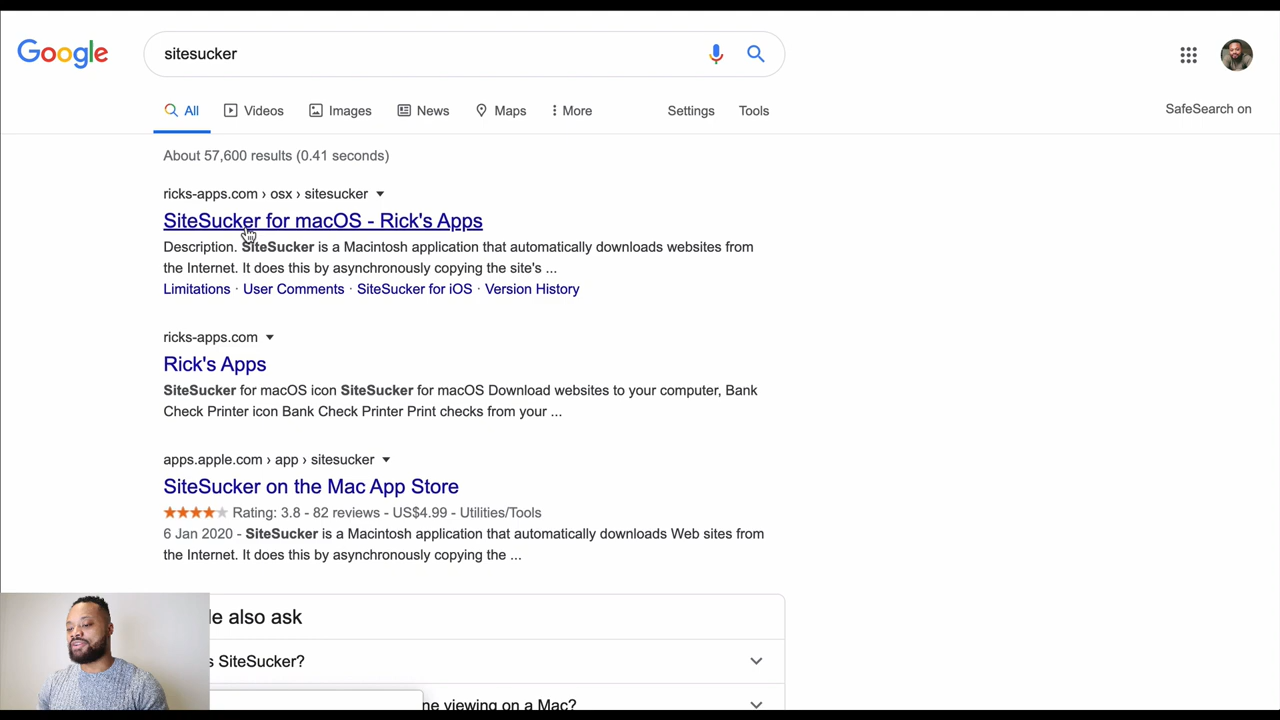 Google
sitesucker
All Videos Images News Maps More Settings Tools
SafeSearch on
About 57,600 results (0.41 seconds)
ricks-apps.com › osx › sitesucker
SiteSucker for macOS - Rick's Apps
Description. SiteSucker is a Macintosh application that automatically downloads websites from
the Internet. It does this by asynchronously copying the site's ...
Limitations · User Comments · SiteSucker for iOS · Version History
ricks-apps.com
Rick's Apps
SiteSucker for macOS icon SiteSucker for macOS Download websites to your computer, Bank
Check Printer icon Bank Check Printer Print checks from your ...
apps.apple.com › app › sitesucker
SiteSucker on the Mac App Store
Rating: 3.8 - 82 reviews - US$4.99 - Utilities/Tools
6 Jan 2020 - SiteSucker is a Macintosh application that automatically downloads Web sites from
the Internet. It does this by asynchronously copying the ...
also ask
SiteSucker?
viewing on a Mac?